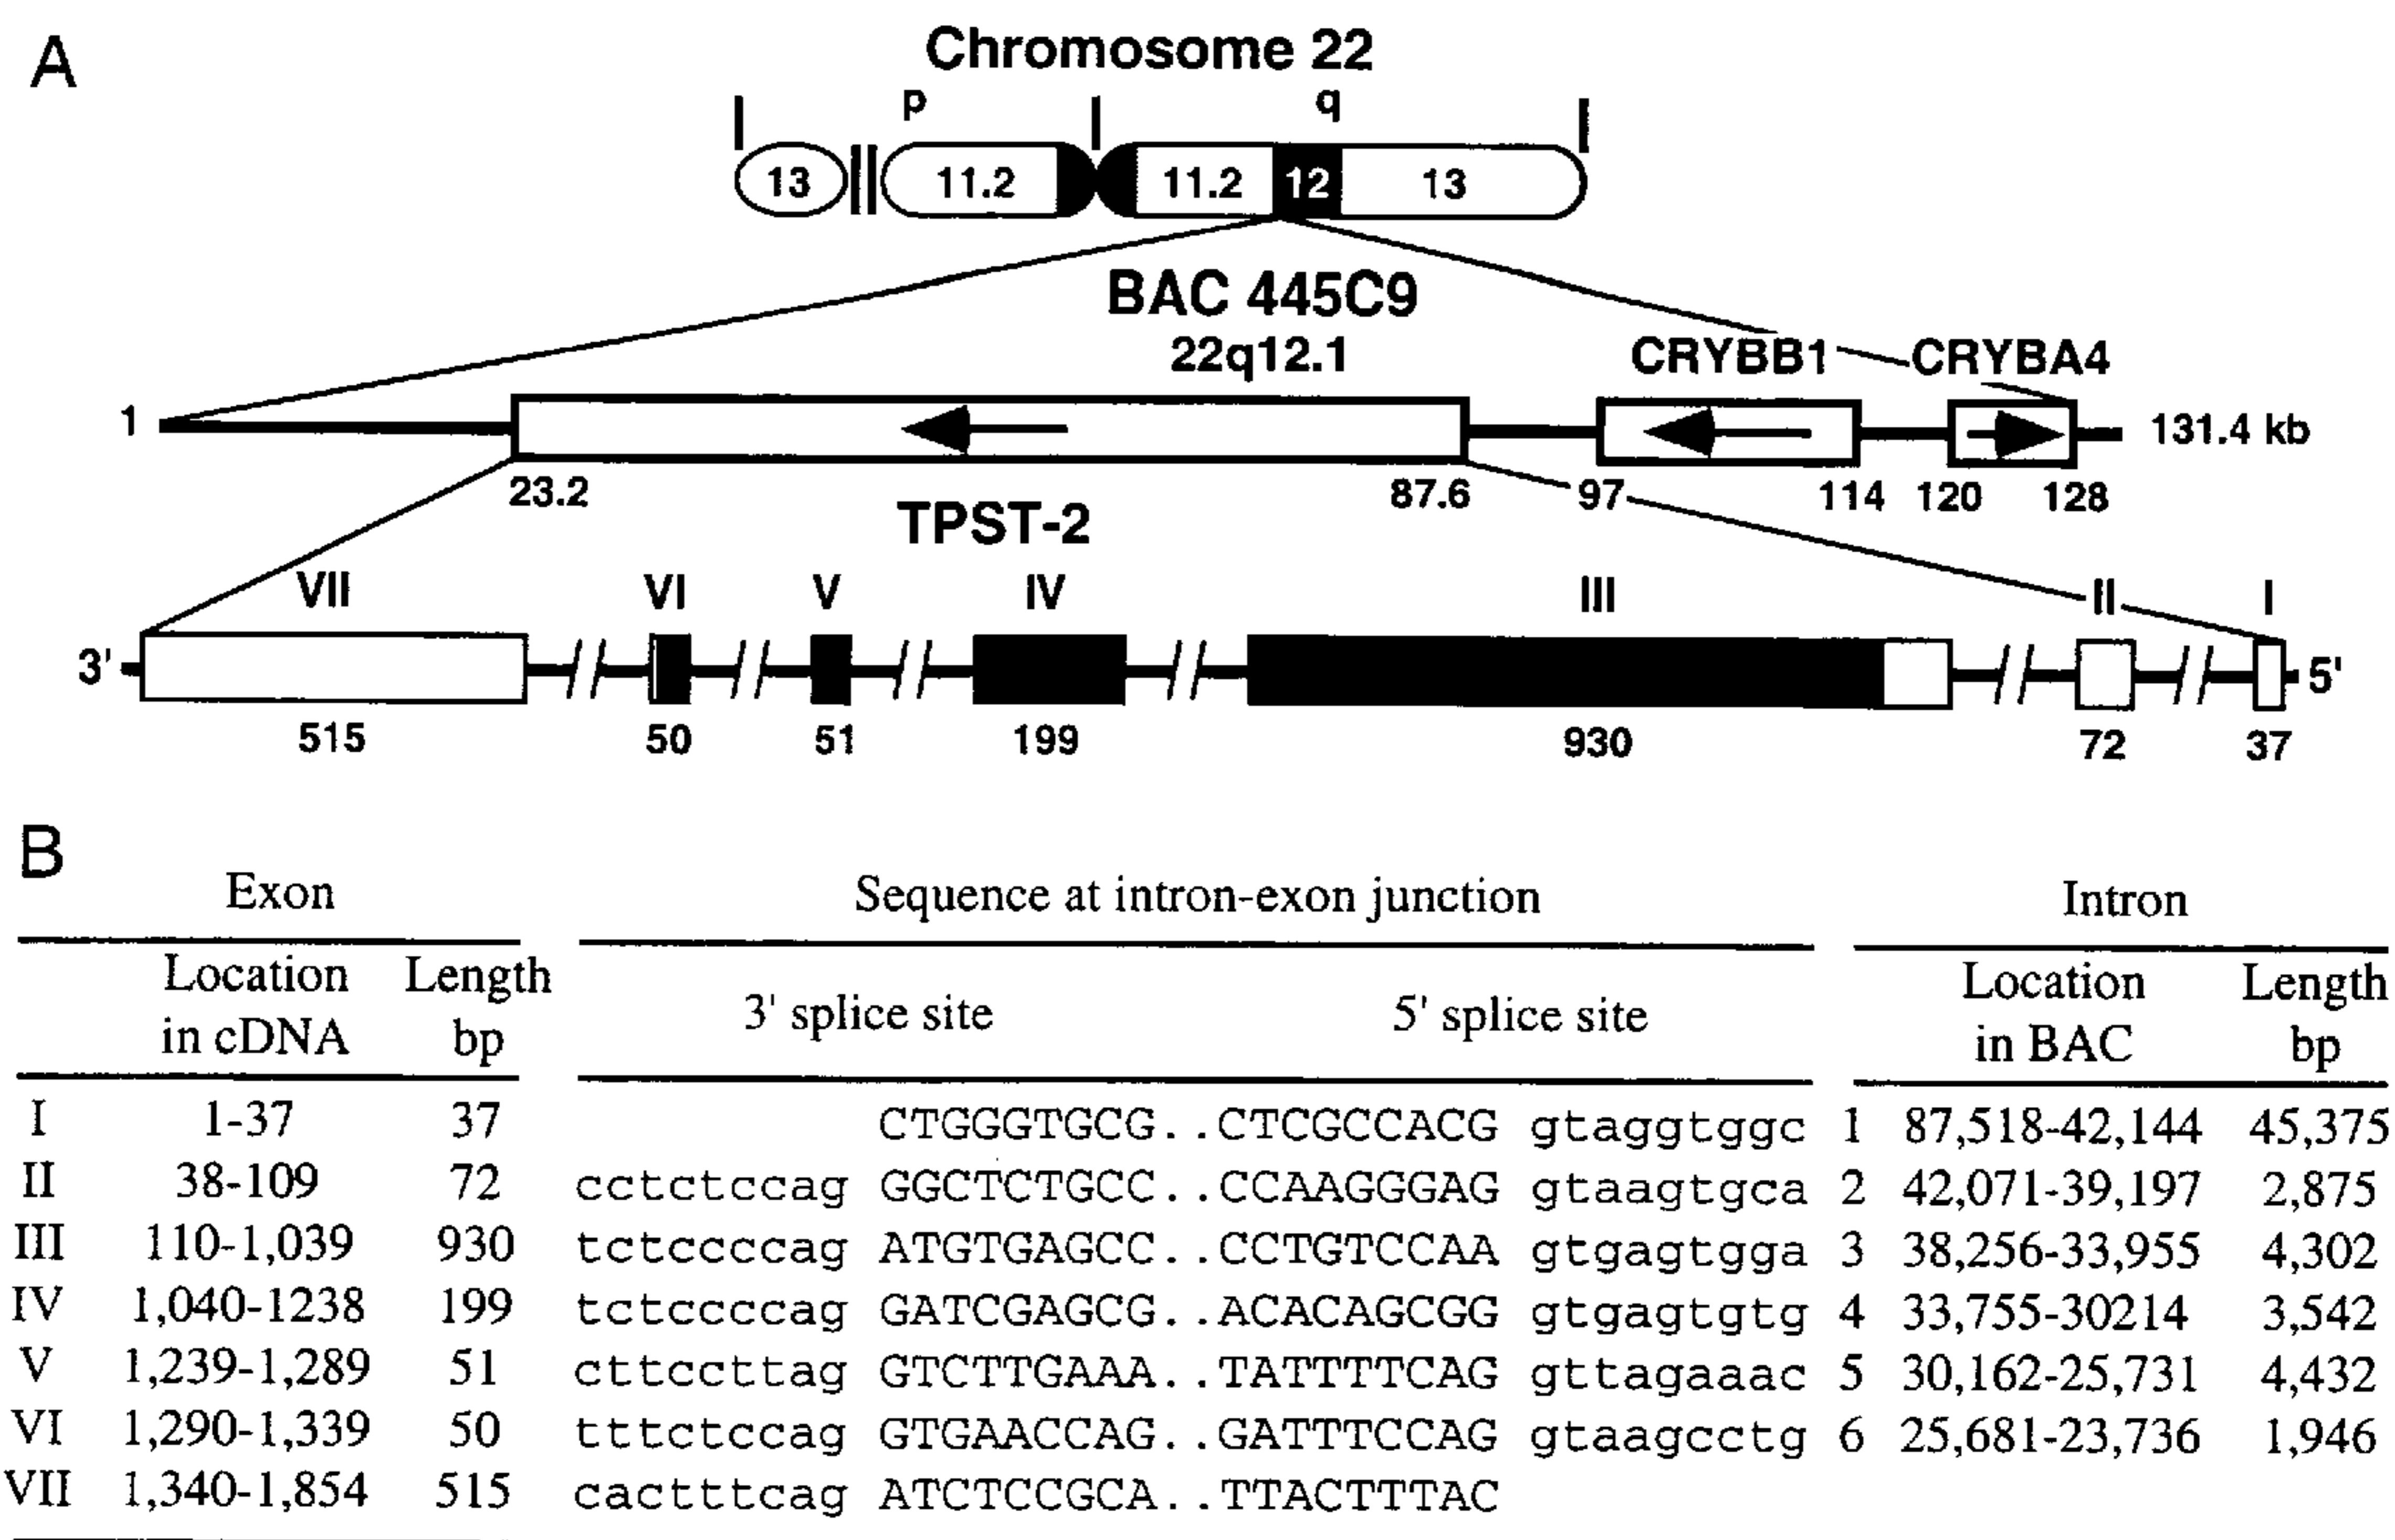 A
Chromosome 22
p q
13 11.2 11.2 12 13
BAC 445C9
22q12.1
CRYBB1 CRYBA4
1 131.4 kb
23.2 87.6 97 114 120 128
TPST-2
VII VI V IV III II I
3' 5'
515 50 51 199 930 72 37
B
Exon Sequence at intron-exon junction Intron
Location in cDNA Length bp 3' splice site 5' splice site Location in BAC Length bp
I 1-37 37 CTGGGTGCG..CTCGCCACG gtaggtggc 1 87,518-42,144 45,375
II 38-109 72 cctctccag GGCTCTGCC..CCAAGGGAG gtaagtgca 2 42,071-39,197 2,875
III 110-1,039 930 tctccccag ATGTGAGCC..CCTGTCCAA gtgagtgga 3 38,256-33,955 4,302
IV 1,040-1238 199 tctccccag GATCGAGCG..ACACAGCGG gtgagtgtg 4 33,755-30214 3,542
V 1,239-1,289 51 cttccttag GTCTTGAAA..TATTTTCAG gttagaaac 5 30,162-25,731 4,432
VI 1,290-1,339 50 tttctccag GTGAACCAG..GATTTCCAG gtaagcctg 6 25,681-23,736 1,946
VII 1,340-1,854 515 cactttcag ATCTCCGCA..TTACTTTAC